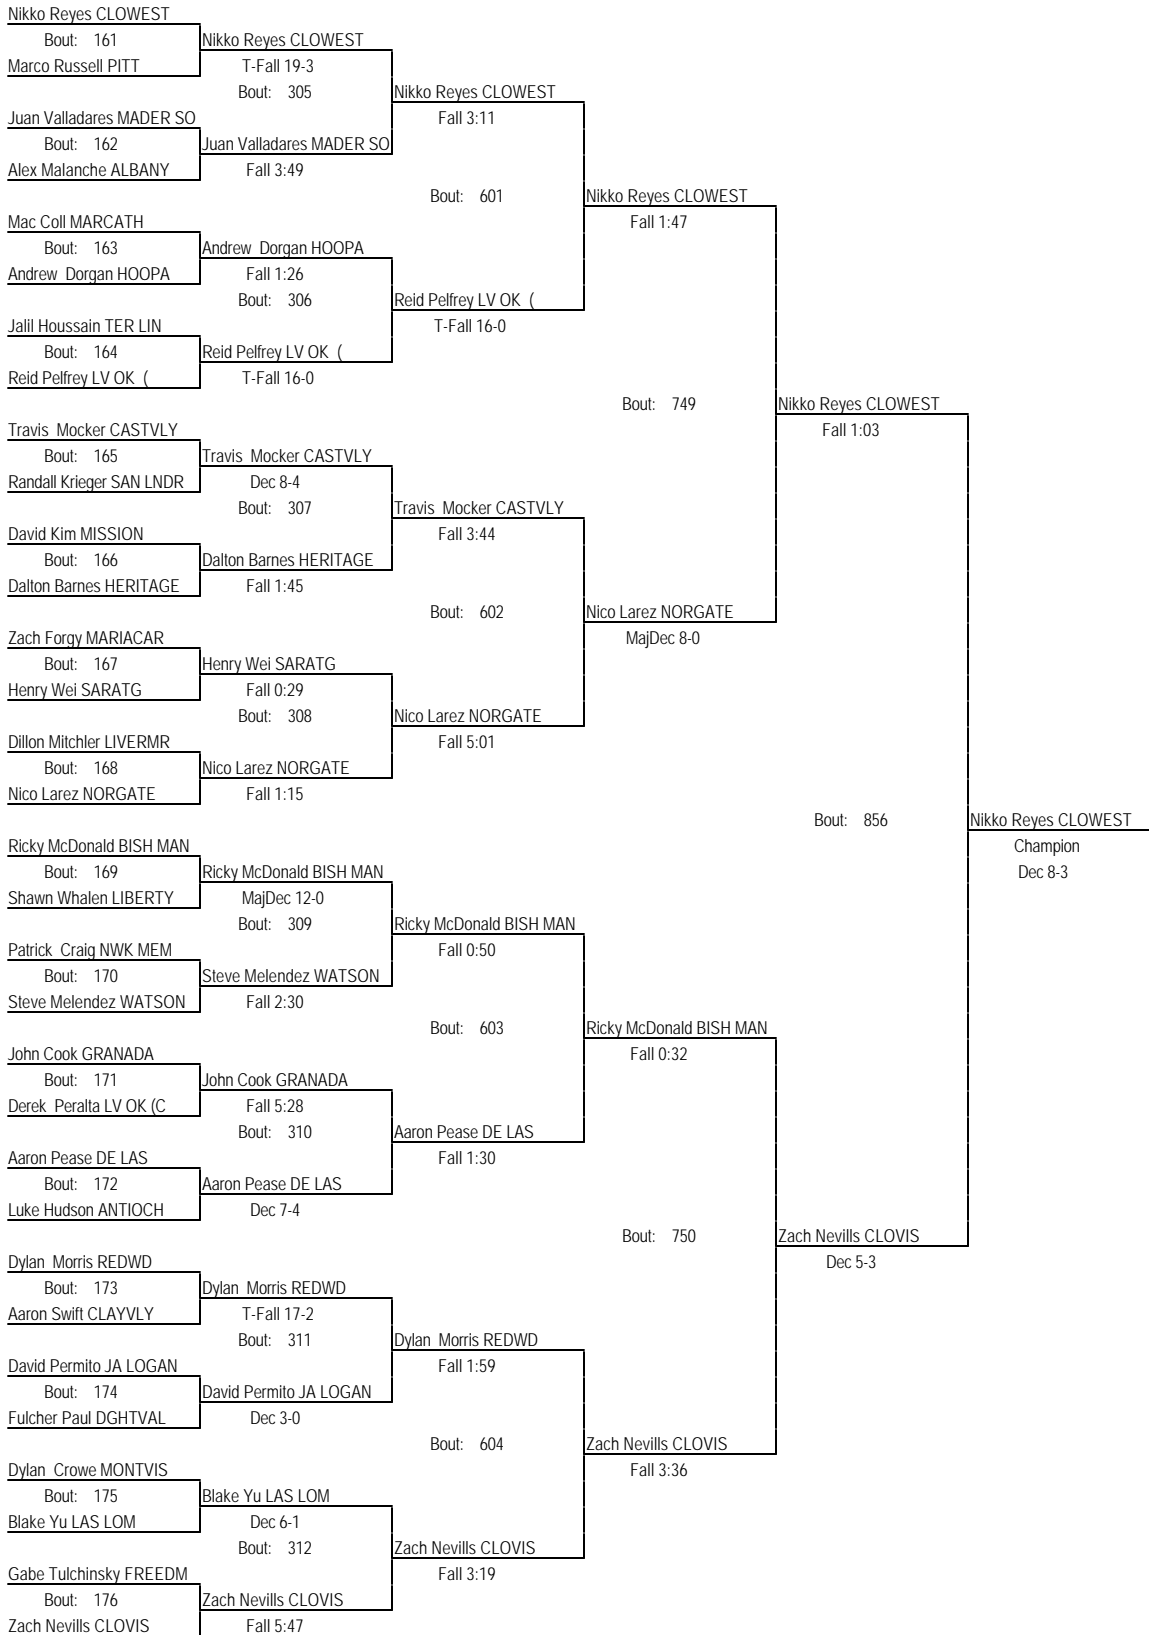 Nikko Reyes CLOWEST
Bout: 161 Nikko Reyes CLOWEST
Marco Russell PITT T-Fall 19-3
Bout: 305 Nikko Reyes CLOWEST
Juan Valladares MADER SO Fall 3:11
Bout: 162 Juan Valladares MADER SO
Alex Malanche ALBANY Fall 3:49
Bout: 601 Nikko Reyes CLOWEST
Mac Coll MARCATH Fall 1:47
Bout: 163 Andrew Dorgan HOOPA
Andrew Dorgan HOOPA Fall 1:26
Bout: 306 Reid Pelfrey LV OK (
Jalil Houssain TER LIN T-Fall 16-0
Bout: 164 Reid Pelfrey LV OK (
Reid Pelfrey LV OK ( T-Fall 16-0
Bout: 749 Nikko Reyes CLOWEST
Travis Mocker CASTVLY Fall 1:03
Bout: 165 Travis Mocker CASTVLY
Randall Krieger SAN LNDR Dec 8-4
Bout: 307 Travis Mocker CASTVLY
David Kim MISSION Fall 3:44
Bout: 166 Dalton Barnes HERITAGE
Dalton Barnes HERITAGE Fall 1:45
Bout: 602 Nico Larez NORGATE
Zach Forgy MARIACAR MajDec 8-0
Bout: 167 Henry Wei SARATG
Henry Wei SARATG Fall 0:29
Bout: 308 Nico Larez NORGATE
Dillon Mitchler LIVERMR Fall 5:01
Bout: 168 Nico Larez NORGATE
Nico Larez NORGATE Fall 1:15
Bout: 856 Nikko Reyes CLOWEST
Ricky McDonald BISH MAN Champion
Bout: 169 Ricky McDonald BISH MAN Dec 8-3
Shawn Whalen LIBERTY MajDec 12-0
Bout: 309 Ricky McDonald BISH MAN
Patrick Craig NWK MEM Fall 0:50
Bout: 170 Steve Melendez WATSON
Steve Melendez WATSON Fall 2:30
Bout: 603 Ricky McDonald BISH MAN
John Cook GRANADA Fall 0:32
Bout: 171 John Cook GRANADA
Derek Peralta LV OK (C Fall 5:28
Bout: 310 Aaron Pease DE LAS
Aaron Pease DE LAS Fall 1:30
Bout: 172 Aaron Pease DE LAS
Luke Hudson ANTIOCH Dec 7-4
Bout: 750 Zach Nevills CLOVIS
Dylan Morris REDWD Dec 5-3
Bout: 173 Dylan Morris REDWD
Aaron Swift CLAYVLY T-Fall 17-2
Bout: 311 Dylan Morris REDWD
David Permito JA LOGAN Fall 1:59
Bout: 174 David Permito JA LOGAN
Fulcher Paul DGHTVAL Dec 3-0
Bout: 604 Zach Nevills CLOVIS
Dylan Crowe MONTVIS Fall 3:36
Bout: 175 Blake Yu LAS LOM
Blake Yu LAS LOM Dec 6-1
Bout: 312 Zach Nevills CLOVIS
Gabe Tulchinsky FREEDM Fall 3:19
Bout: 176 Zach Nevills CLOVIS
Zach Nevills CLOVIS Fall 5:47